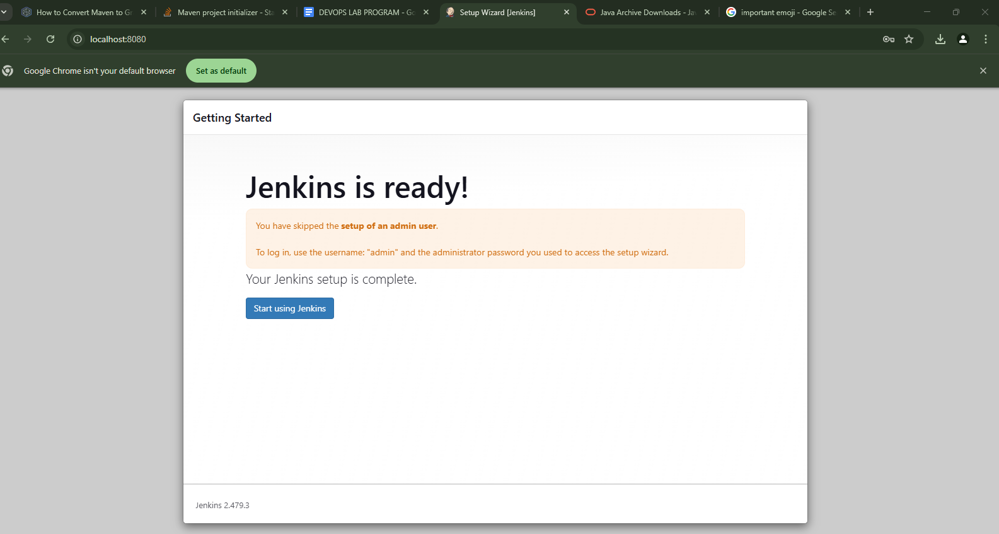 How to Convert Maven to Gr
Maven project initializer - Sta
DEVOPS LAB PROGRAM - Go
Setup Wizard [Jenkins]
Java Archive Downloads - Jav
important emoji - Google Se
localhost:8080
Google Chrome isn't your default browser
Set as default
Getting Started
Jenkins is ready!
You have skipped the setup of an admin user.
To log in, use the username: "admin" and the administrator password you used to access the setup wizard.
Your Jenkins setup is complete.
Start using Jenkins
Jenkins 2.479.3